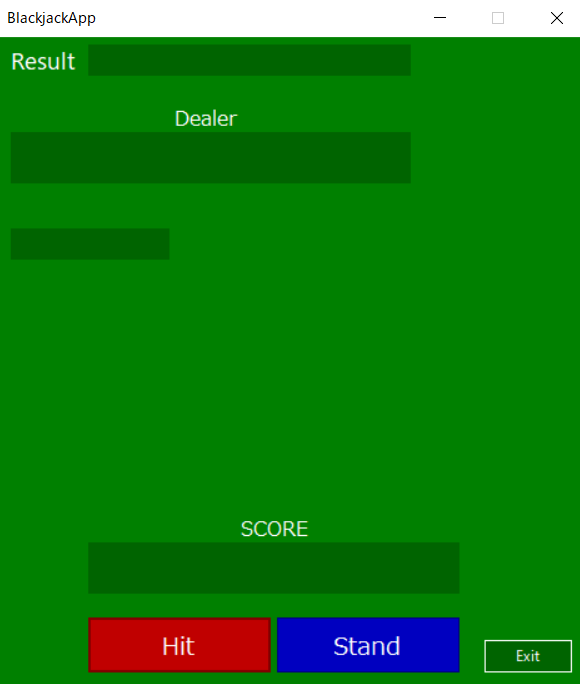 BlackjackApp
Result
Dealer
SCORE
Hit
Stand
Exit